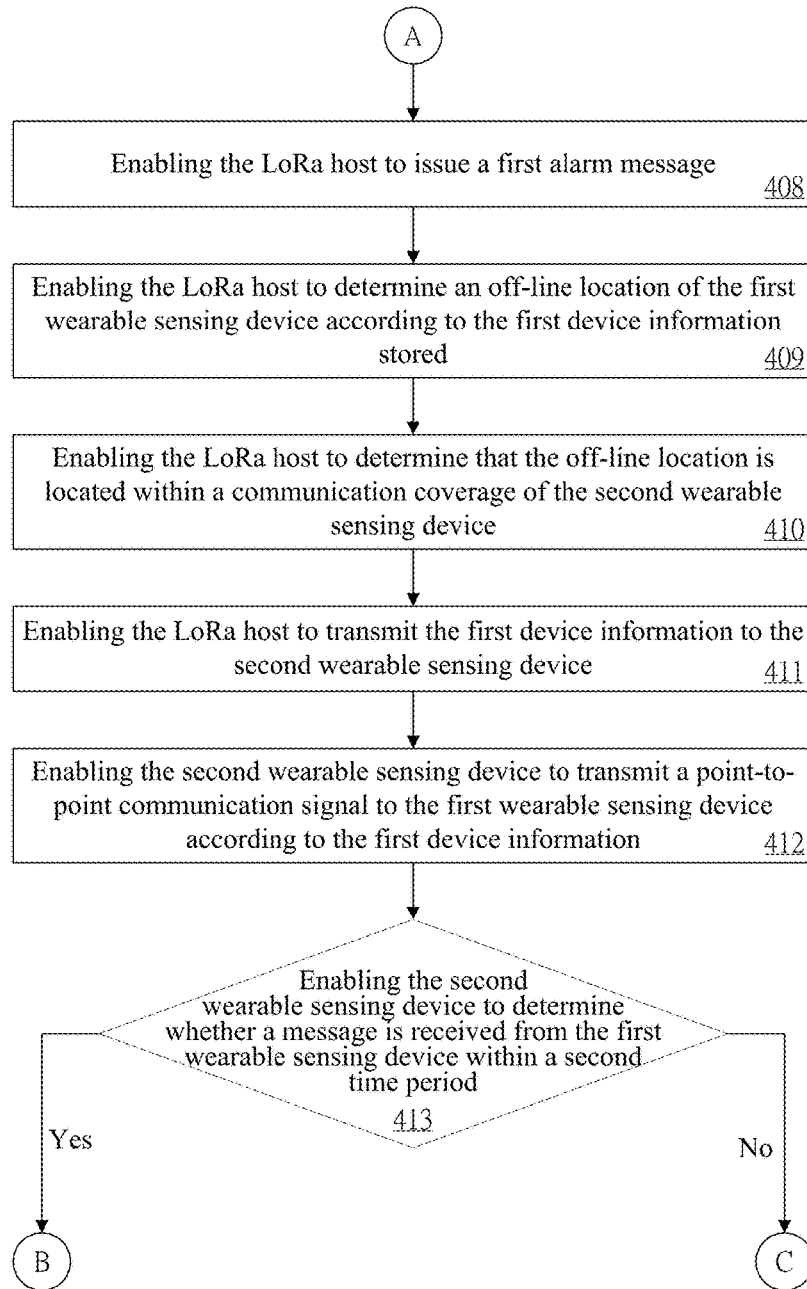 A
Enabling the LoRa host to issue a first alarm message
408
Enabling the LoRa host to determine an off-line location of the first
wearable sensing device according to the first device information
stored
409
Enabling the LoRa host to determine that the off-line location is
located within a communication coverage of the second wearable
sensing device
410
Enabling the LoRa host to transmit the first device information to the
second wearable sensing device
411
Enabling the second wearable sensing device to transmit a point-to-
point communication signal to the first wearable sensing device
according to the first device information
412
Enabling the second
wearable sensing device to determine
whether a message is received from the first
wearable sensing device within a second
time period
413
Yes
No
B
C